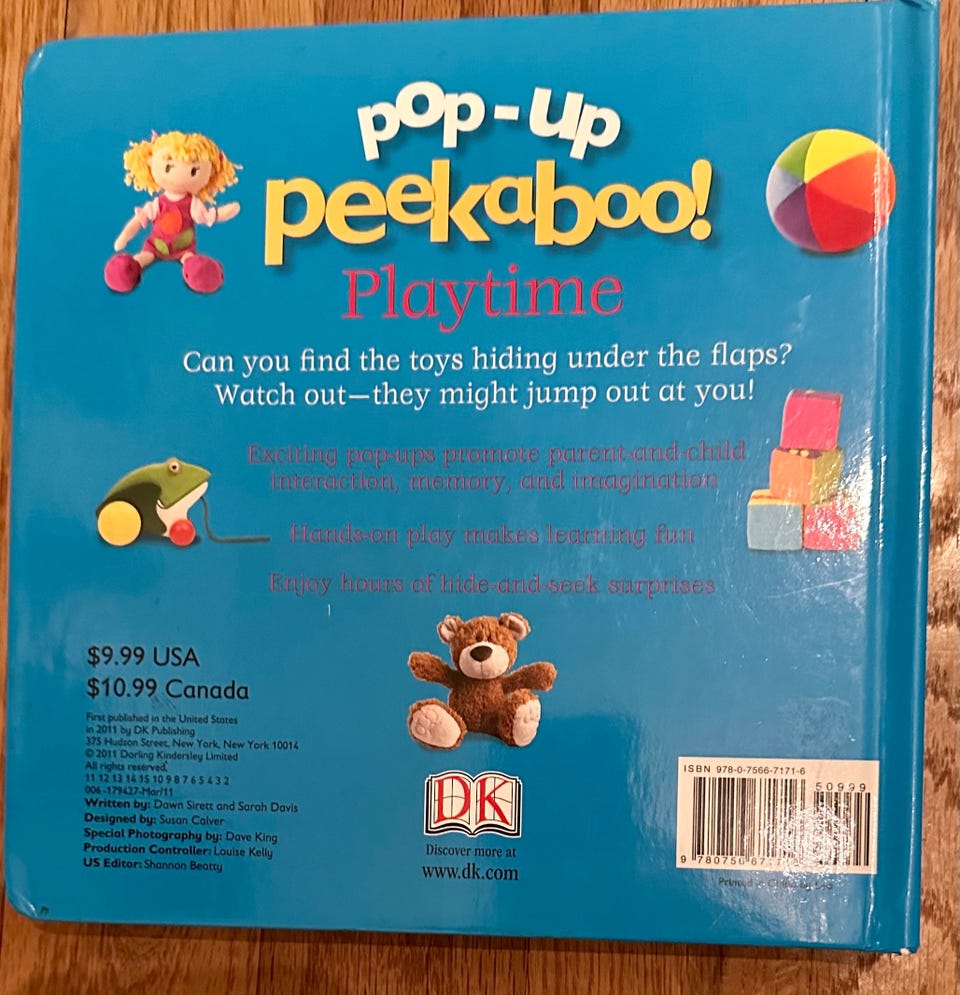 pop-up
peekaboo!
Playtime
Can you find the toys hiding under the flaps?
Watch out—they might jump out at you!
Exciting pop-ups promote parent-and-child
interaction, memory, and imagination
Hands-on play makes learning fun
Enjoy hours of hide-and-seek surprises
$9.99 USA
$10.99 Canada
First published in the United States
in 2011 by DK Publishing
375 Hudson Street, New York, New York 10014
© 2011 Dorling Kindersley Limited
All rights reserved.
11 12 13 14 15 10 9 8 7 6 5 4 3 2
006-179427-Mar/11
Written by: Dawn Sirett and Sarah Davis
Designed by: Susan Calver
Special Photography by: Dave King
Production Controller: Louise Kelly
US Editor: Shannon Beatty
DK
Discover more at
www.dk.com
ISBN 978-0-7566-7171-6
50999
9 780756
Printed in China by